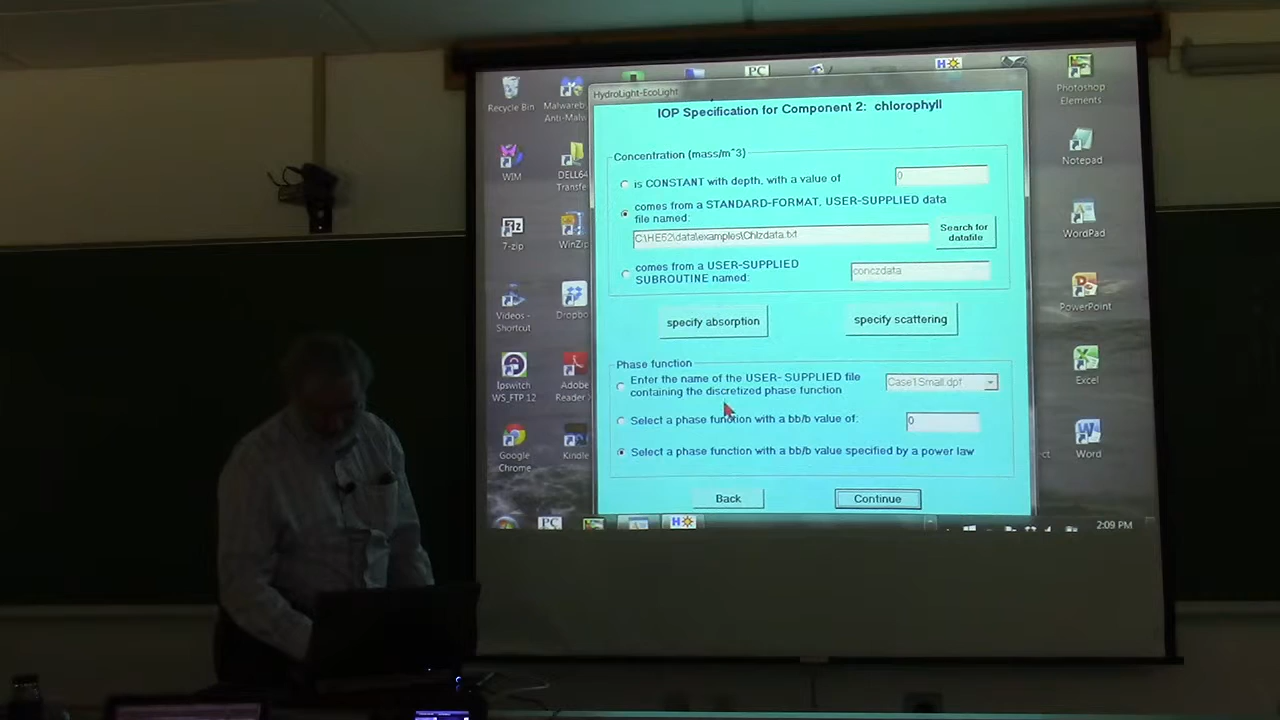 HydroLight-EcoLight
IOP Specification for Component 2: chlorophyll
Concentration (mass/m^3)
is CONSTANT with depth, with a value of
0
comes from a STANDARD-FORMAT, USER-SUPPLIED data
file named:
C:\HE52\data\examples\Chlzdata.txt
Search for
datafile
comes from a USER-SUPPLIED
SUBROUTINE named:
conczdata
specify absorption
specify scattering
Phase function
Enter the name of the USER- SUPPLIED file
containing the discretized phase function
Case1Small.dpf
Select a phase function with a bb/b value of:
0
Select a phase function with a bb/b value specified by a power law
Back
Continue
Recycle Bin
Malwareb...
Anti-Malw...
WIM
DELL64
Transfe
7-zip
WinZip
Videos -
Shortcut
Dropbo
Ipswitch
WS_FTP 12
Adobe
Reader X
Google
Chrome
Kindle
PC
Photoshop
Elements
Notepad
WordPad
PowerPoint
Excel
Word
ect
PC
2:09 PM